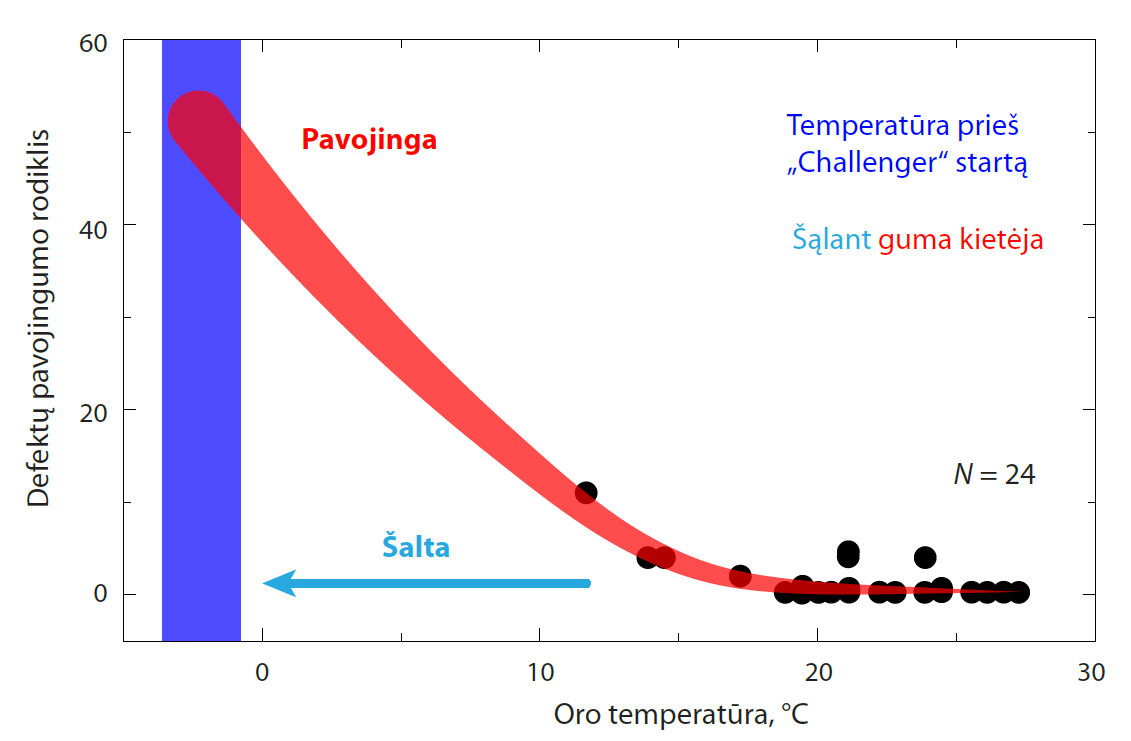 60
40
20
0
Defektų pavojingumo rodiklis
Pavojinga
Temperatūra prieš
„Challenger“ startą
Šąlant guma kietėja
N = 24
Šalta
0
10
20
30
Oro temperatūra, °C